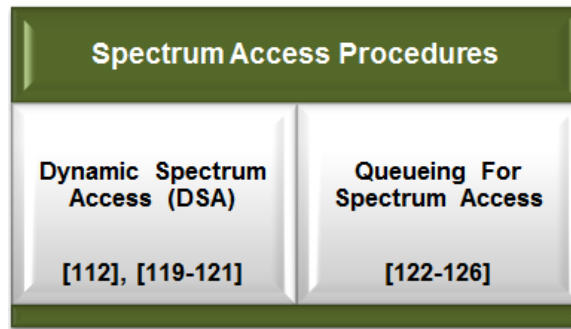 Spectrum Access Procedures
Dynamic Spectrum
Access (DSA)
[112], [119-121]
Queueing For
Spectrum Access
[122-126]